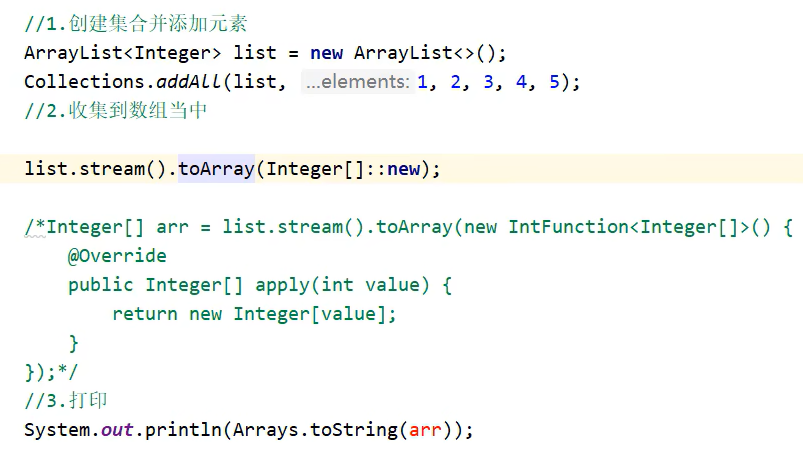 //1.创建集合并添加元素
ArrayList<Integer> list = new ArrayList<>();
Collections.addAll(list, ...elements: 1, 2, 3, 4, 5);
//2.收集到数组当中
list.stream().toArray(Integer[]::new);
/*Integer[] arr = list.stream().toArray(new IntFunction<Integer[]>() {
    @Override
    public Integer[] apply(int value) {
        return new Integer[value];
    }
});*/
//3.打印
System.out.println(Arrays.toString(arr));